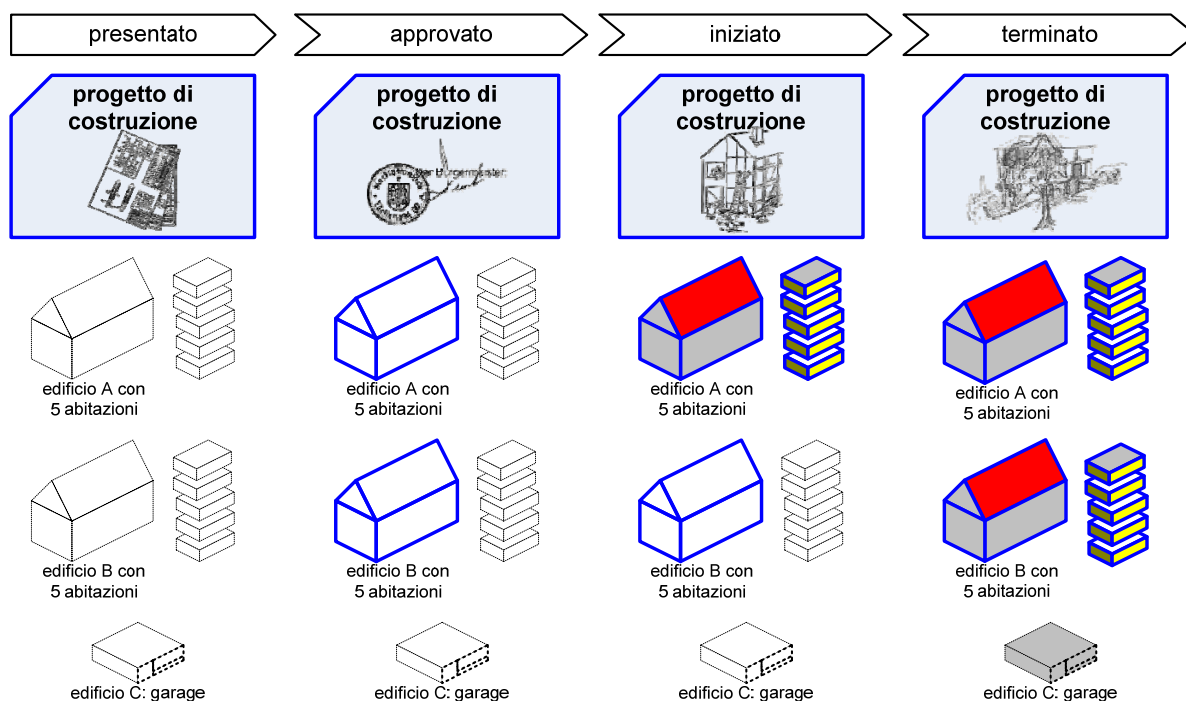 presentato
approvato
iniziato
terminato
progetto di
costruzione
progetto di
costruzione
Der Bürgermeister:
progetto di
costruzione
progetto di
costruzione
edificio A con
5 abitazioni
edificio A con
5 abitazioni
edificio A con
5 abitazioni
edificio A con
5 abitazioni
edificio B con
5 abitazioni
edificio B con
5 abitazioni
edificio B con
5 abitazioni
edificio B con
5 abitazioni
edificio C: garage
edificio C: garage
edificio C: garage
edificio C: garage